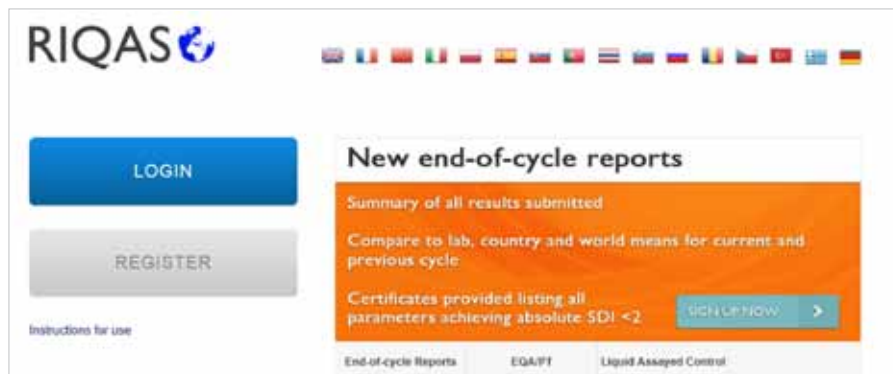 RIQAS
LOGIN
REGISTER
Instructions for use
New end-of-cycle reports
Summary of all results submitted
Compare to lab, country and world means for current and
previous cycle
Certificates provided listing all
parameters achieving absolute SDI <2
SIGN UP NOW
End-of-cycle Reports EQA/PT Liquid Assayed Control